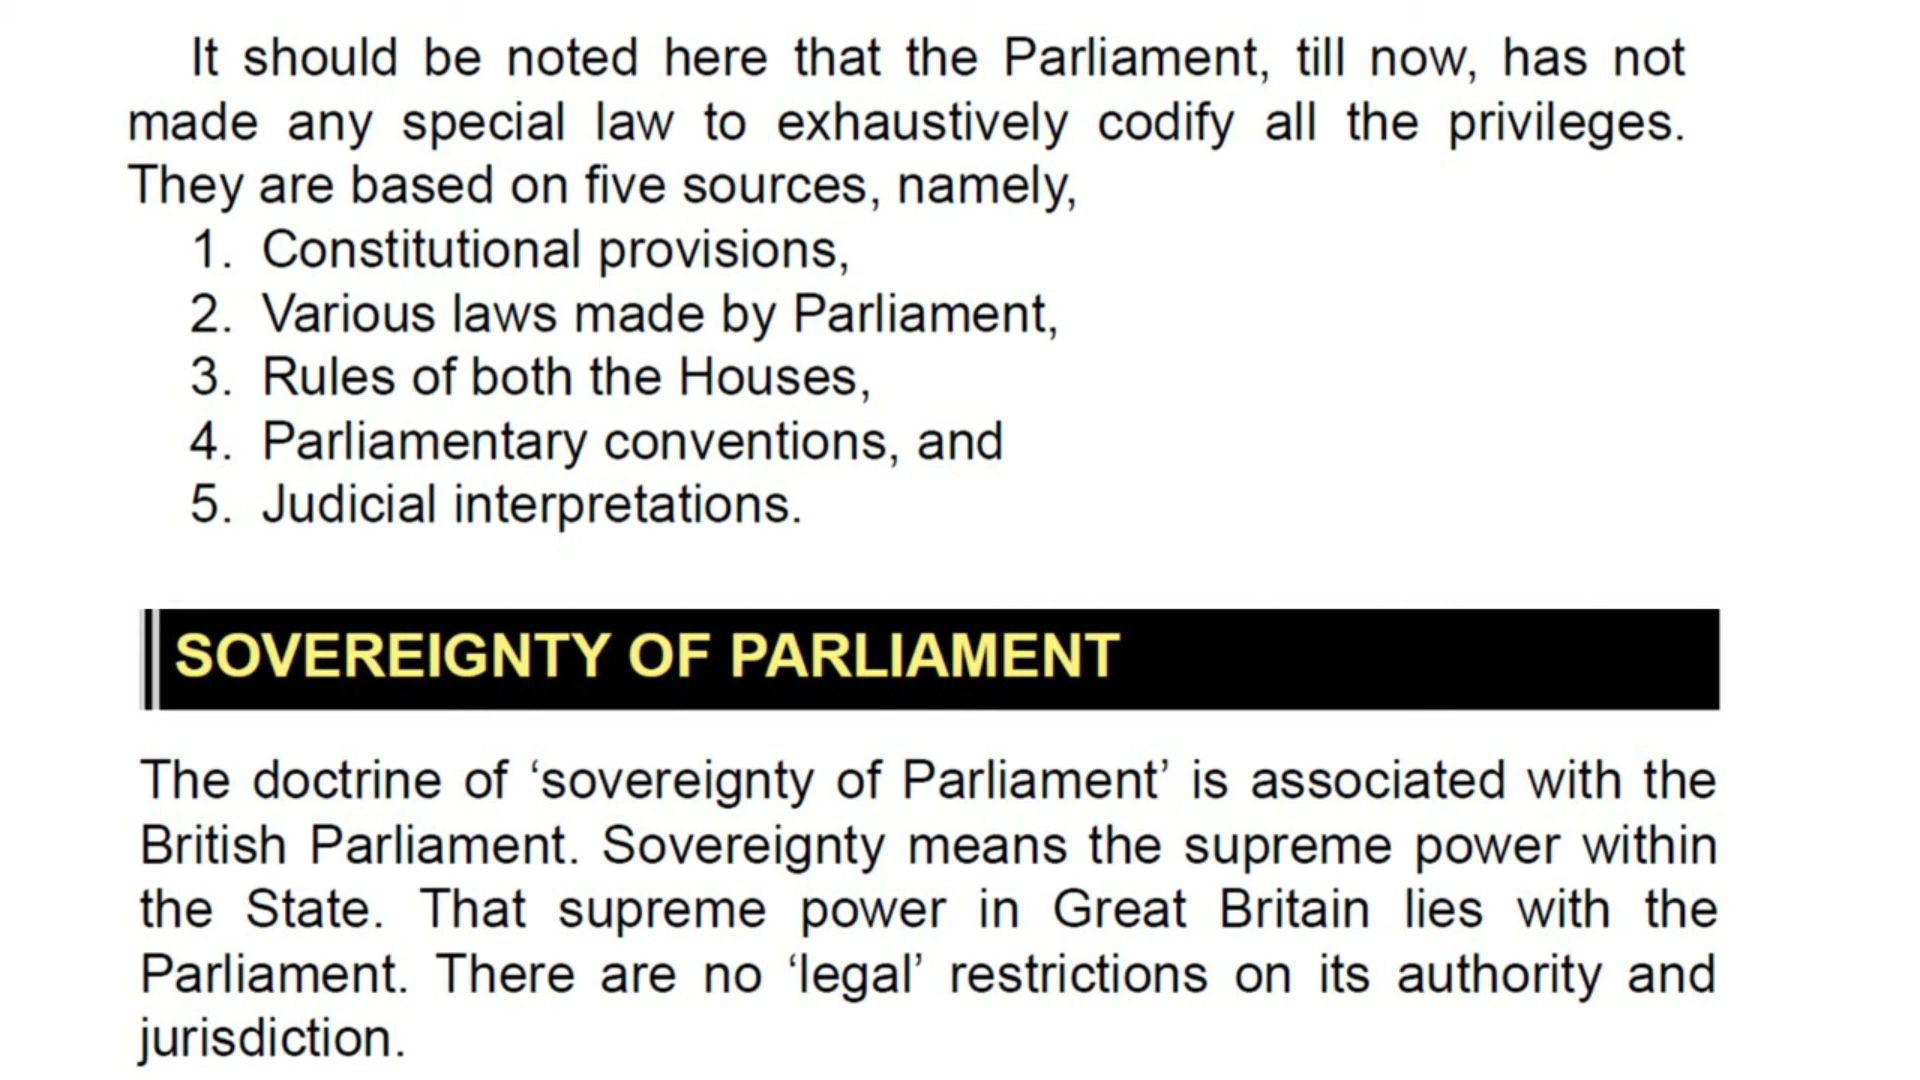 It should be noted here that the Parliament, till now, has not
made any special law to exhaustively codify all the privileges.
They are based on five sources, namely,
1. Constitutional provisions,
2. Various laws made by Parliament,
3. Rules of both the Houses,
4. Parliamentary conventions, and
5. Judicial interpretations.
SOVEREIGNTY OF PARLIAMENT
The doctrine of ‘sovereignty of Parliament’ is associated with the
British Parliament. Sovereignty means the supreme power within
the State. That supreme power in Great Britain lies with the
Parliament. There are no ‘legal’ restrictions on its authority and
jurisdiction.